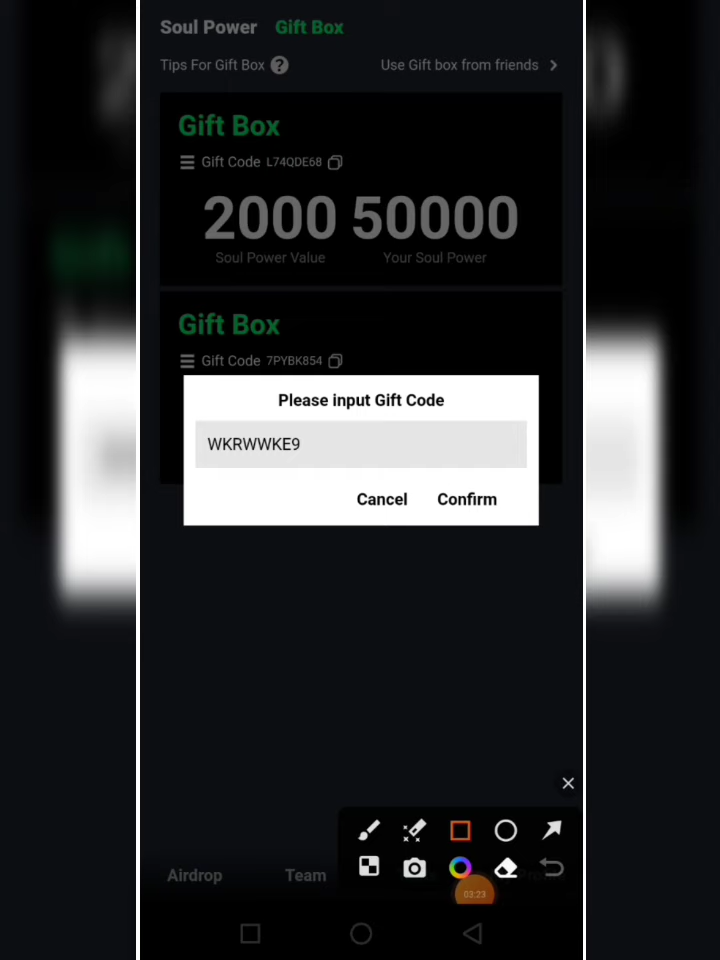 Soul Power Gift Box
Tips For Gift Box ? Use Gift box from friends >
Gift Box
Gift Code L74QDE68
2000 50000
Soul Power Value Your Soul Power
Gift Box
Gift Code 7PYBK854
Please input Gift Code
WKRWWKE9
Cancel Confirm
Airdrop Team
03:23